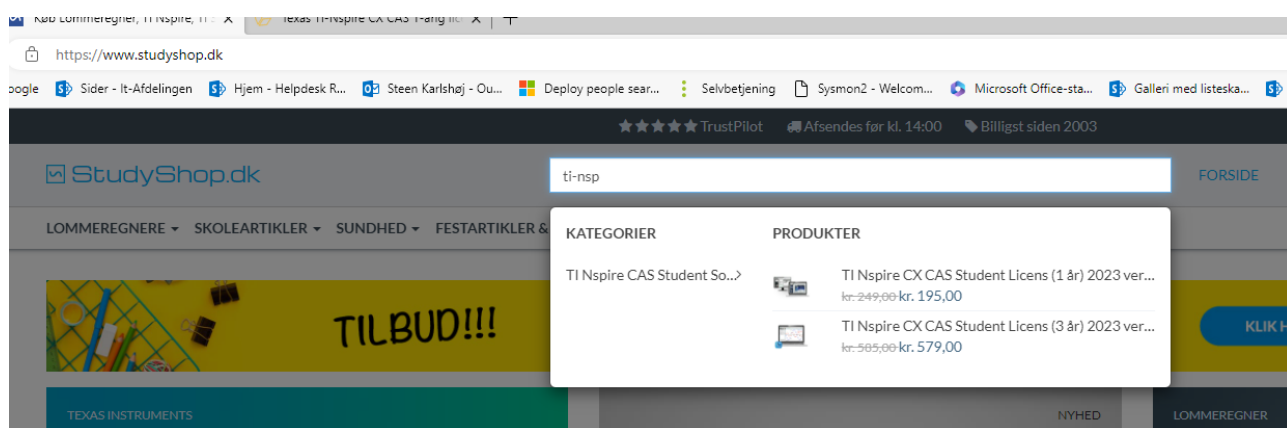 Køb Lommeregner, TI Nspire, TI S
Texas TI-Nspire CX CAS 1-årig lic
https://www.studyshop.dk
oogle Sider - It-Afdelingen Hjem - Helpdesk R... Steen Karlshøj - Ou... Deploy people sear... Selvbetjening Sysmon2 - Welcom... Microsoft Office-sta... Galleri med listeska...
TrustPilot Afsendes før kl. 14:00 Billigst siden 2003
StudyShop.dk
ti-nsp
FORSIDE
LOMMEREGNERE SKOLEARTIKLER SUNDHED FESTARTIKLER &
KATEGORIER
TI Nspire CAS Student So...
PRODUKTER
TI Nspire CX CAS Student Licens (1 år) 2023 ver...
kr. 249,00 kr. 195,00
TI Nspire CX CAS Student Licens (3 år) 2023 ver...
kr. 585,00 kr. 579,00
TILBUD!!!
KLIK H
TEXAS INSTRUMENTS
NYHED
LOMMEREGNER